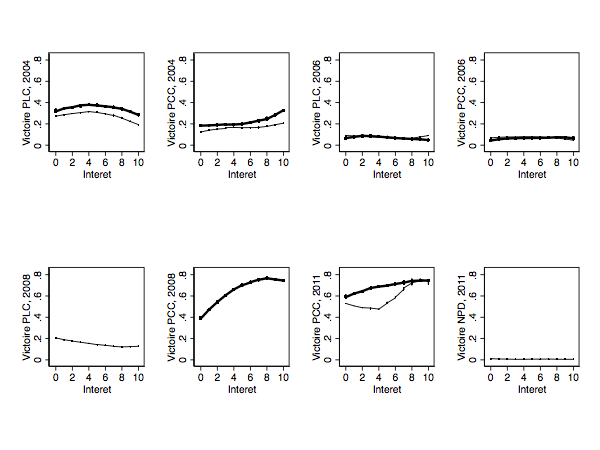 Victoire PLC, 2004
0 .2 .4 .6 .8
0 2 4 6 8 10
Interet
Victoire PCC, 2004
0 .2 .4 .6 .8
0 2 4 6 8 10
Interet
Victoire PLC, 2006
0 .2 .4 .6 .8
0 2 4 6 8 10
Interet
Victoire PCC, 2006
0 .2 .4 .6 .8
0 2 4 6 8 10
Interet
Victoire PLC, 2008
0 .2 .4 .6 .8
0 2 4 6 8 10
Interet
Victoire PCC, 2008
0 .2 .4 .6 .8
0 2 4 6 8 10
Interet
Victoire PCC, 2011
0 .2 .4 .6 .8
0 2 4 6 8 10
Interet
Victoire NPD, 2011
0 .2 .4 .6 .8
0 2 4 6 8 10
Interet